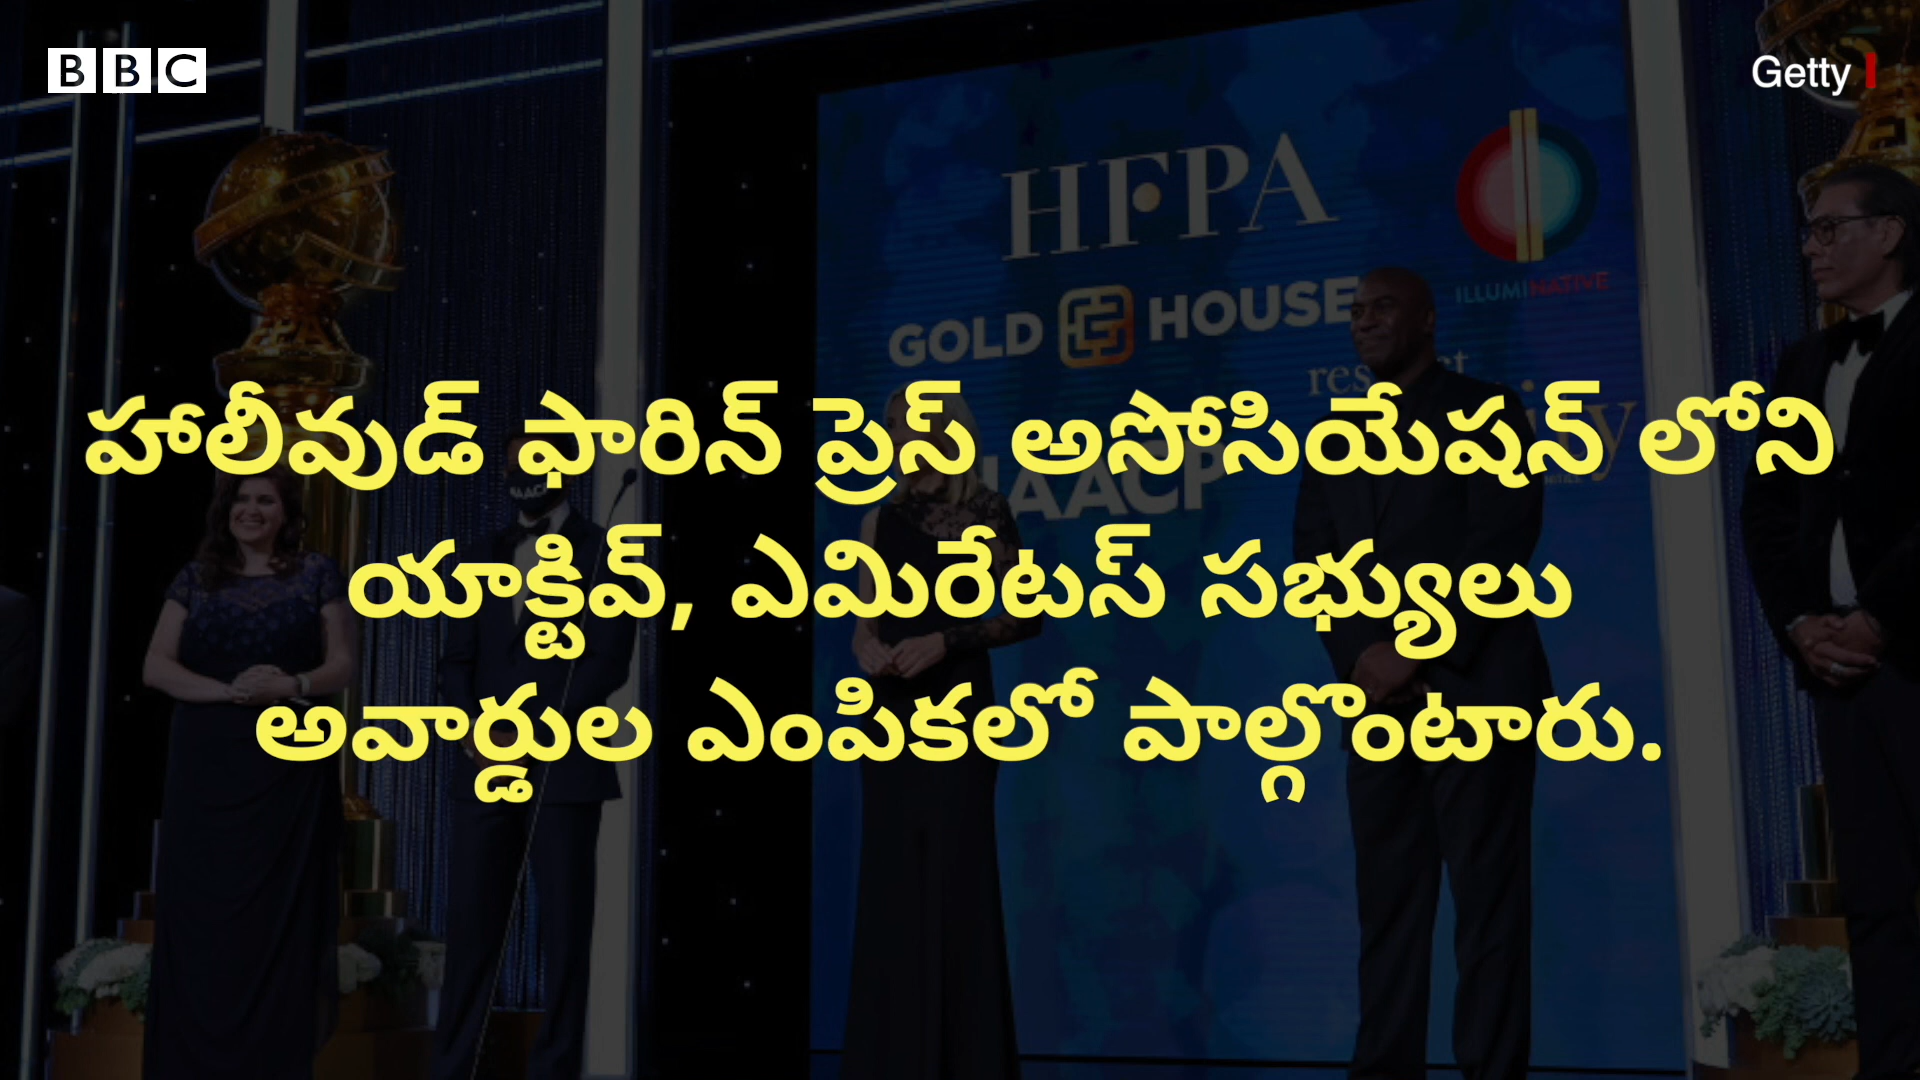 BBC
Getty
HFPA
ILLUMINATIVE
GOLD HOUSE
హాలీవుడ్ ఫారిన్ ప్రెస్ అసోసియేషన్ లోని
యాక్టివ్, ఎమిరేటస్ సభ్యులు
అవార్డుల ఎంపికలో పాల్గొంటారు.